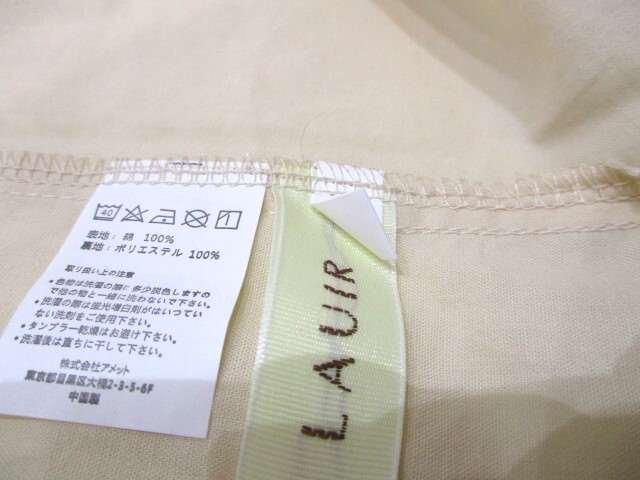 40
表地: 綿 100%
裏地: ポリエステル 100%
取り扱い上の注意
・色物は洗濯の際に多少脱色しますの
で他の物と一緒に洗わないで下さい。
・洗濯の際は蛍光増白剤がはいってい
ない洗剤をご使用下さい。
・タンブラー乾燥はお避け下さい。
・洗濯後は直ちに干して下さい。
株式会社アメット
東京都目黒区大橋2-3-5-6F
中国製
LAUIR